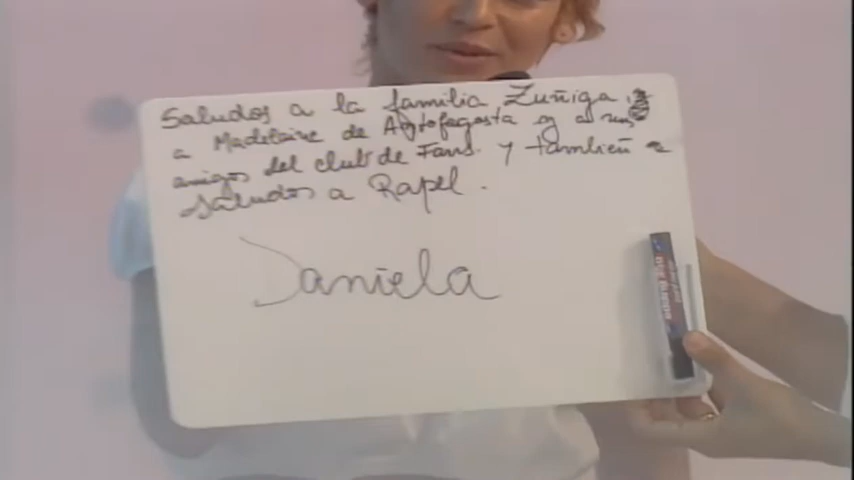 Saludos a la familia Zuñiga
a Madelaine de Antofagasta y a mis
amigos del club de Fans. y también
saludos a Rapel.
Daniela